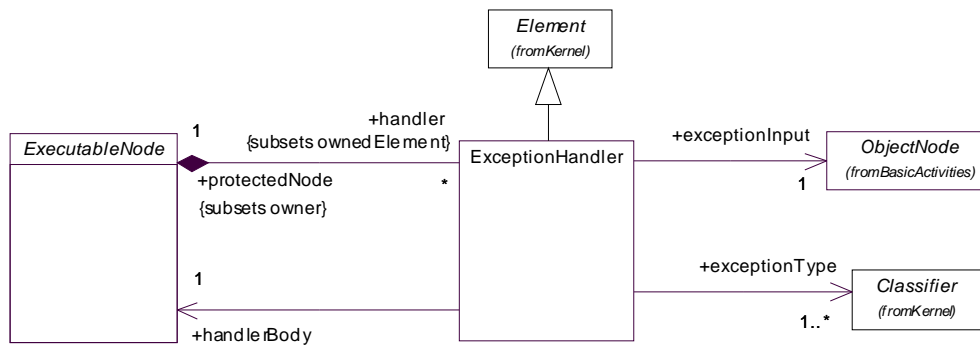 Element
(fromKernel)
+handler
{subsets ownedElement}
1
ExecutableNode
ExceptionHandler
+exceptionInput
ObjectNode
(fromBasicActivities)
+protectedNode
*
1
{subsets owner}
1
+exceptionType
Classifier
(fromKernel)
+handlerBody
1..*